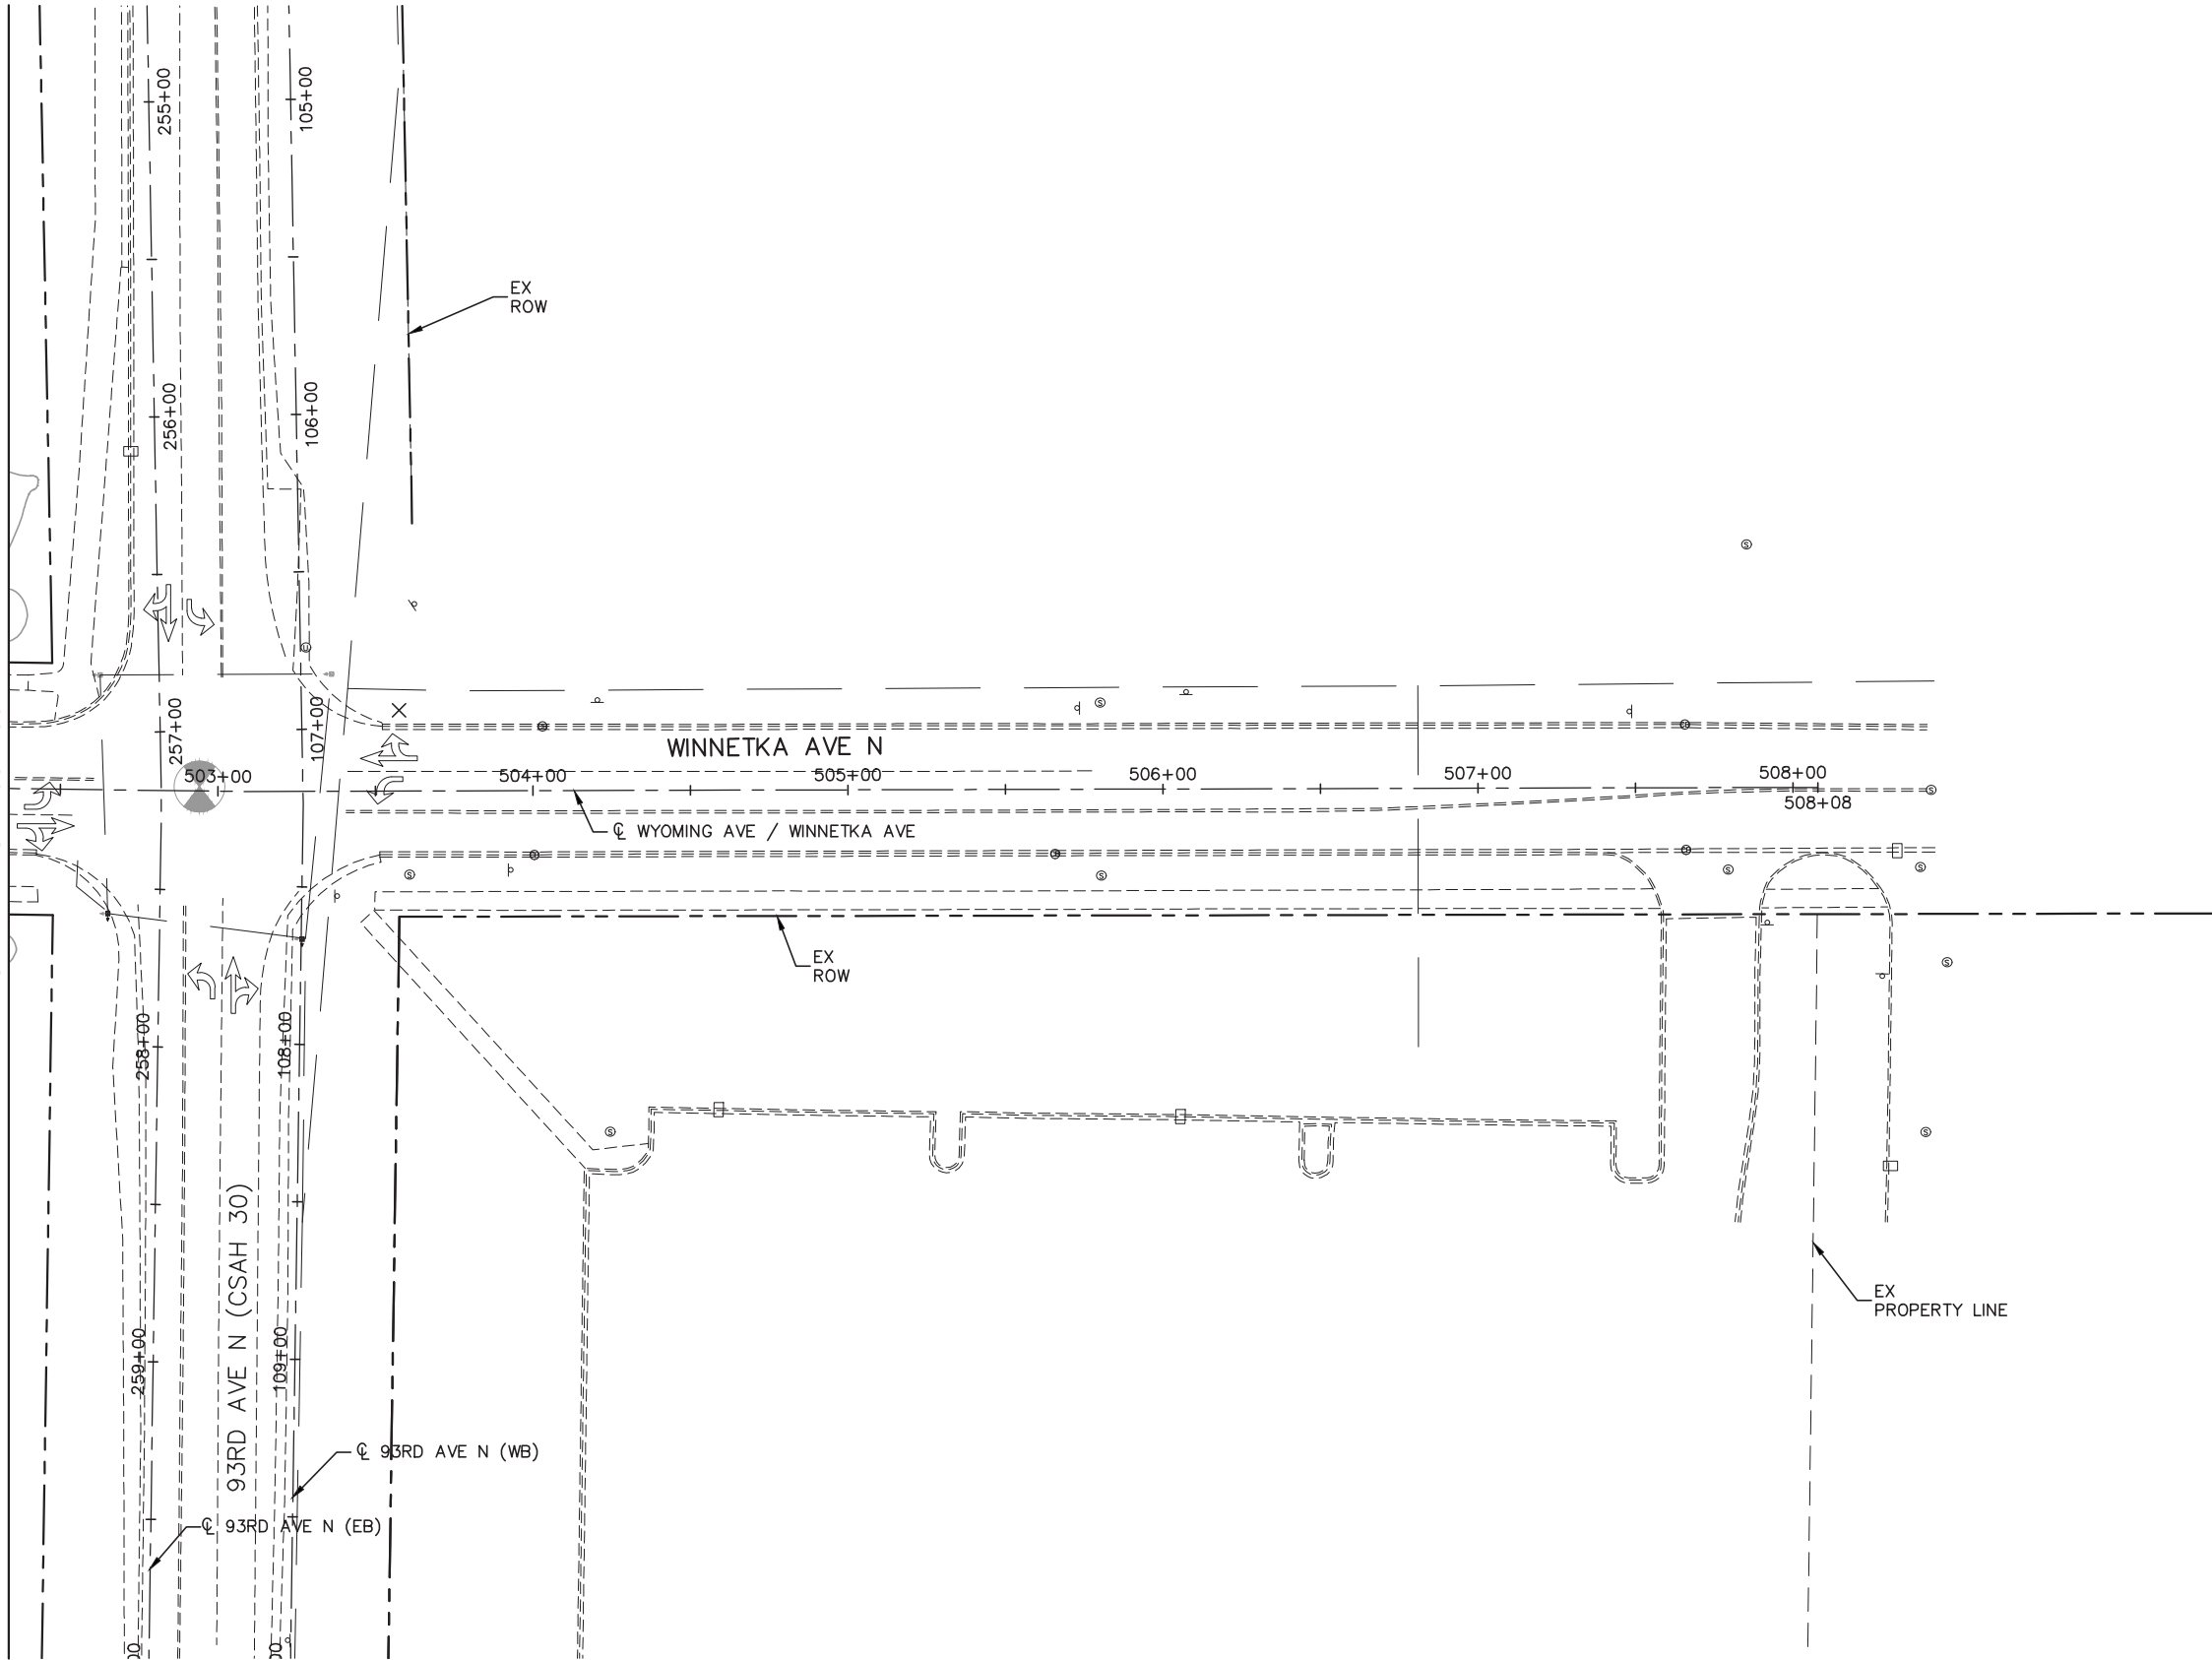 255+00
105+00
EX
ROW
256+00
106+00
257+00
107+00
WINNETKA AVE N
503+00
504+00
505+00
506+00
507+00
508+00
508+08
℄ WYOMING AVE / WINNETKA AVE
EX
ROW
258+00
108+00
93RD AVE N (CSAH 30)
EX
PROPERTY LINE
259+00
109+00
℄ 93RD AVE N (WB)
℄ 93RD AVE N (EB)